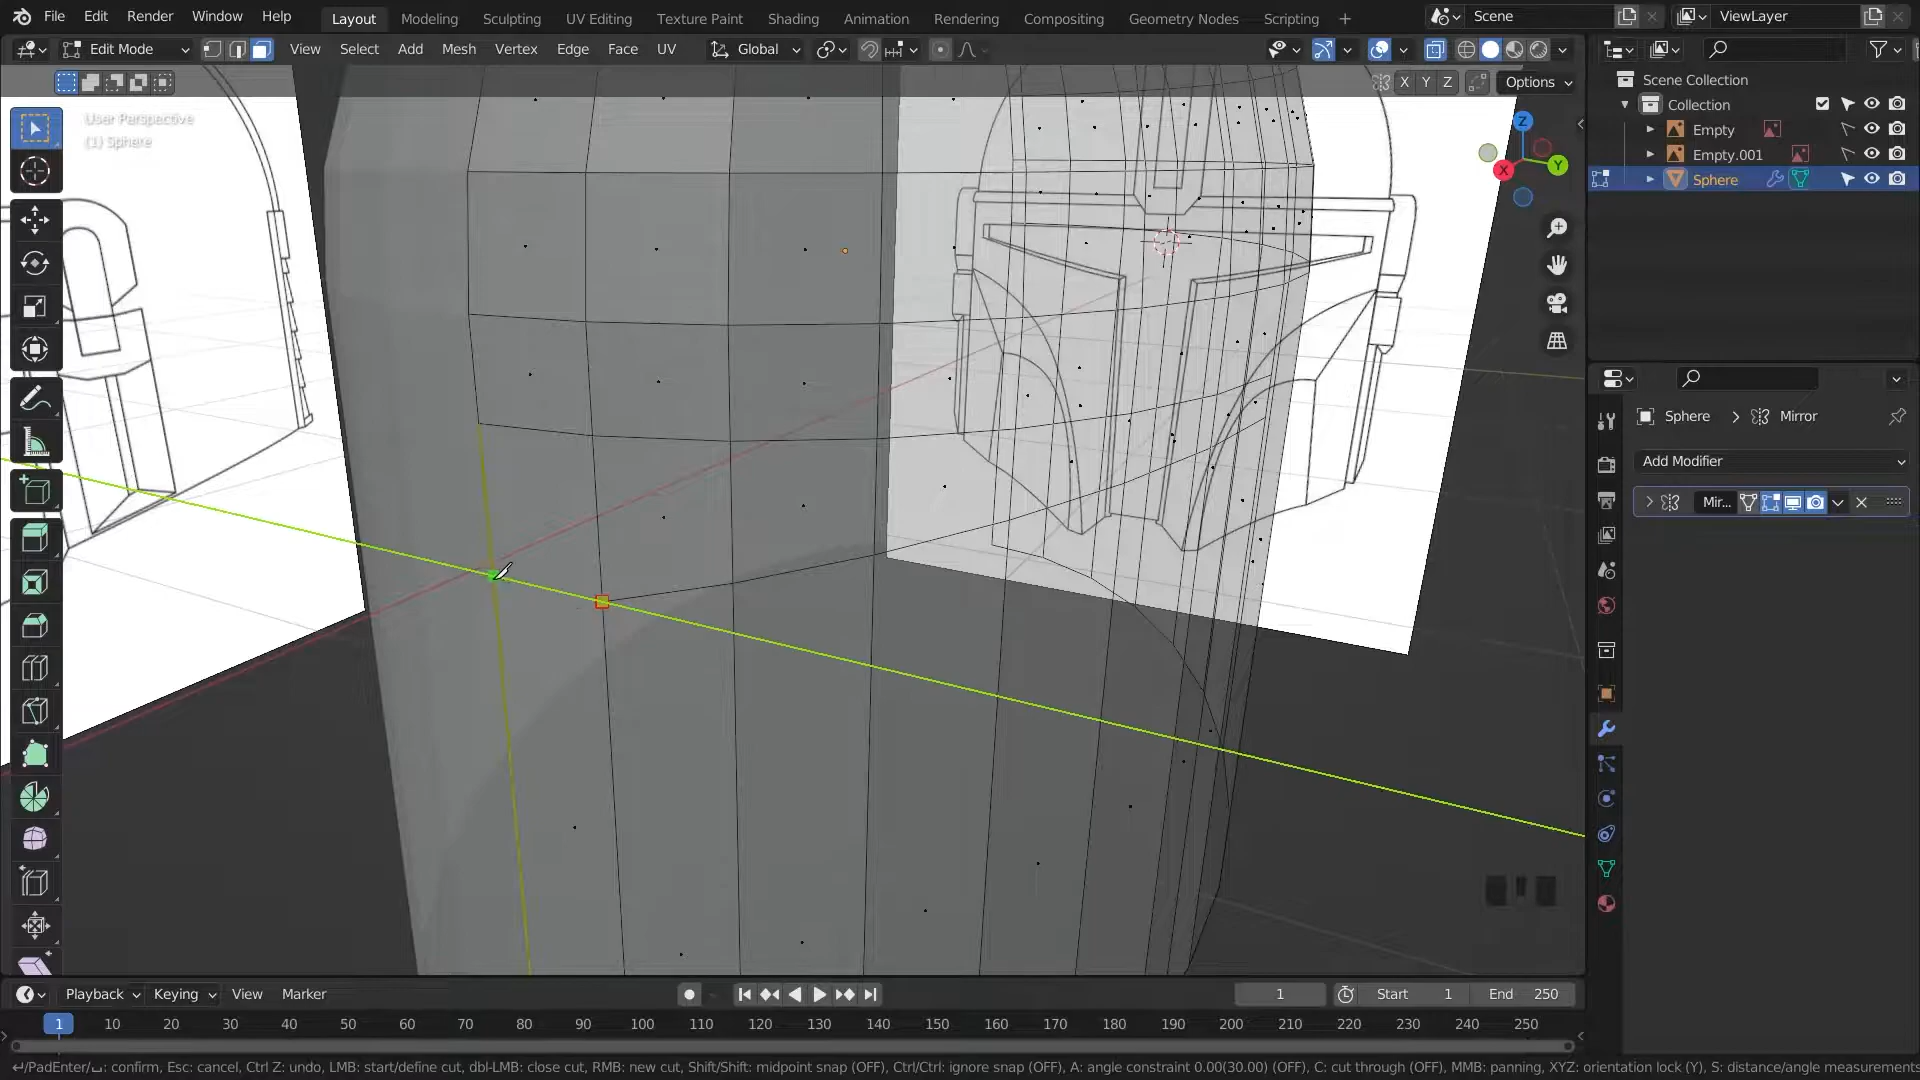 File Edit Render Window Help Layout Modeling Sculpting UV Editing Texture Paint Shading Animation Rendering Compositing Geometry Nodes Scripting + Scene ViewLayer
Edit Mode View Select Add Mesh Vertex Edge Face UV Global
X Y Z Options
User Perspective
(1) Sphere
Z
Y
X
Scene Collection
Collection
Empty
Empty.001
Sphere
Sphere > Mirror
Add Modifier
Mir...
Playback Keying View Marker 1 Start 1 End 250
1 10 20 30 40 50 60 70 80 90 100 110 120 130 140 150 160 170 180 190 200 210 220 230 240 250
↵/PadEnter/␣: confirm, Esc: cancel, Ctrl Z: undo, LMB: start/define cut, dbl-LMB: close cut, RMB: new cut, Shift/Shift: midpoint snap (OFF), Ctrl/Ctrl: ignore snap (OFF), A: angle constraint 0.00(30.00) (OFF), C: cut through (OFF), MMB: panning, XYZ: orientation lock (Y), S: distance/angle measurements